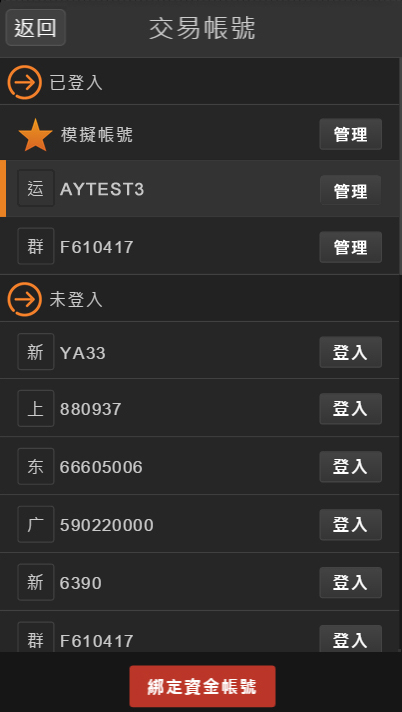 返回 交易帳號
已登入
模擬帳號 管理
运 AYTEST3 管理
群 F610417 管理
未登入
新 YA33 登入
上 880937 登入
东 66605006 登入
广 590220000 登入
新 6390 登入
群 F610417 登入
綁定資金帳號